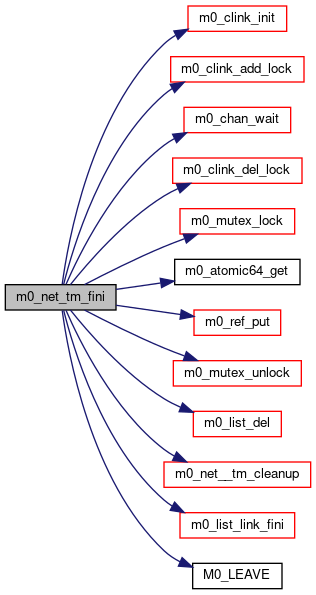 m0_clink_init
m0_clink_add_lock
m0_chan_wait
m0_clink_del_lock
m0_mutex_lock
m0_atomic64_get
m0_net_tm_fini
m0_ref_put
m0_mutex_unlock
m0_list_del
m0_net__tm_cleanup
m0_list_link_fini
M0_LEAVE